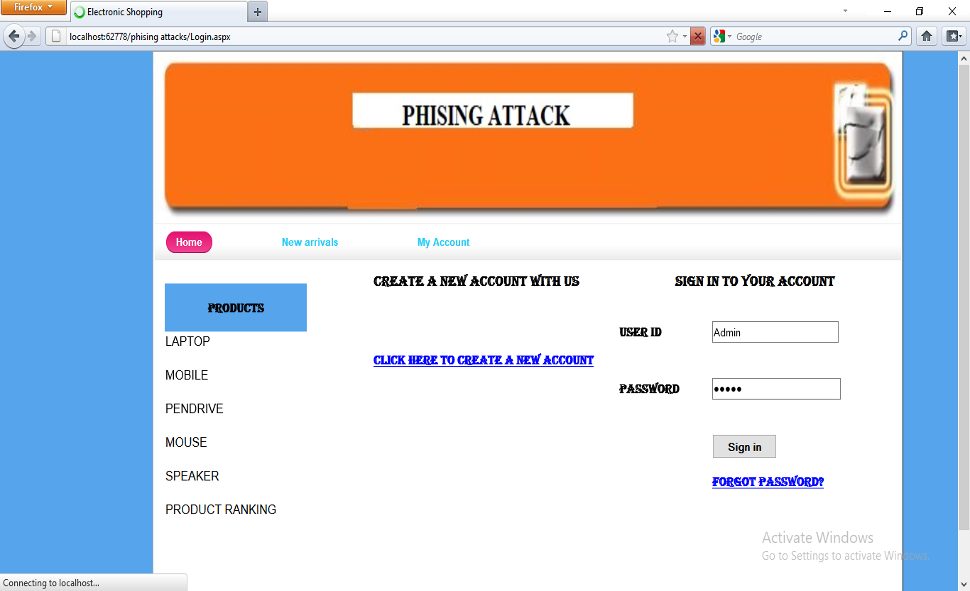 Firefox
Electronic Shopping
localhost:62778/phising attacks/Login.aspx
Google
PHISING ATTACK
Home
New arrivals
My Account
CREATE A NEW ACCOUNT WITH US
SIGN IN TO YOUR ACCOUNT
PRODUCTS
USER ID
Admin
LAPTOP
CLICK HERE TO CREATE A NEW ACCOUNT
MOBILE
PASSWORD
•••••
PENDRIVE
MOUSE
Sign in
SPEAKER
FORGOT PASSWORD?
PRODUCT RANKING
Activate Windows
Go to Settings to activate Windows.
Connecting to localhost...